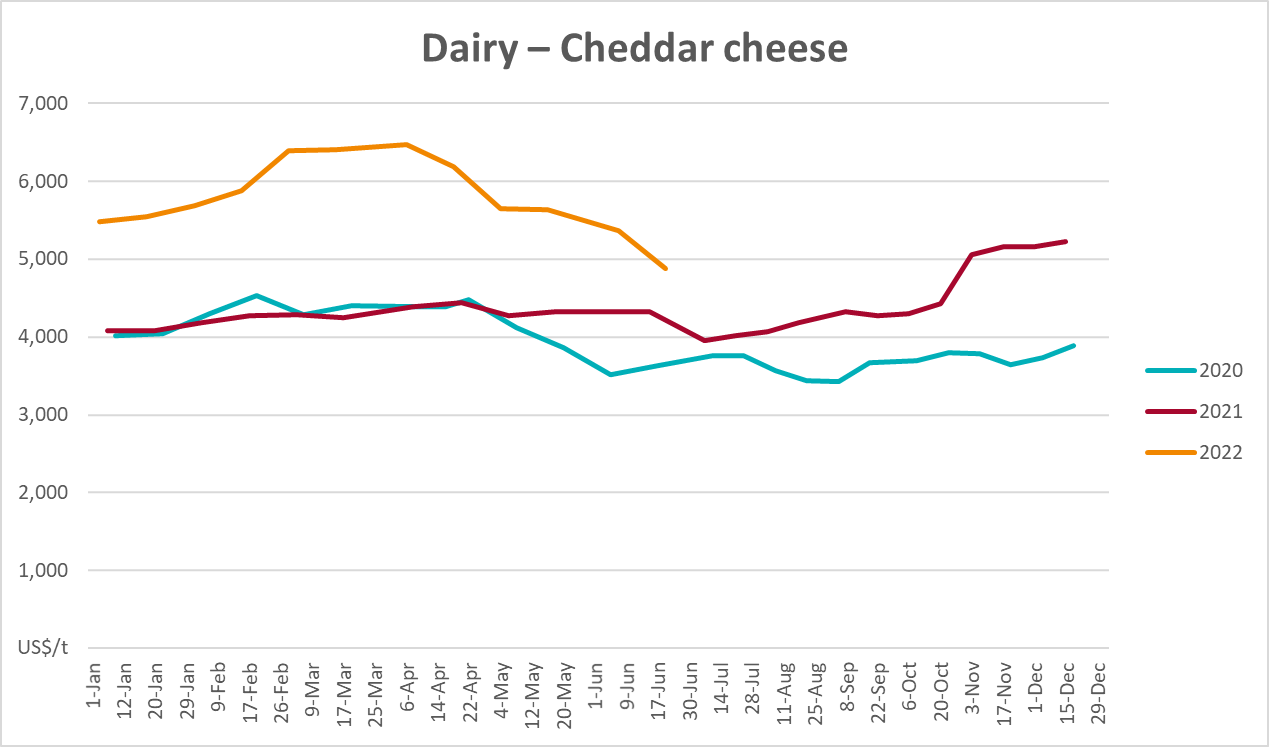 Dairy – Cheddar cheese
7,000
6,000
5,000
4,000
3,000
2,000
1,000
US$/t
1-Jan
12-Jan
20-Jan
29-Jan
9-Feb
17-Feb
26-Feb
9-Mar
17-Mar
25-Mar
6-Apr
14-Apr
22-Apr
4-May
12-May
20-May
1-Jun
9-Jun
17-Jun
30-Jun
14-Jul
28-Jul
11-Aug
25-Aug
8-Sep
22-Sep
6-Oct
20-Oct
3-Nov
17-Nov
1-Dec
15-Dec
29-Dec
2020
2021
2022